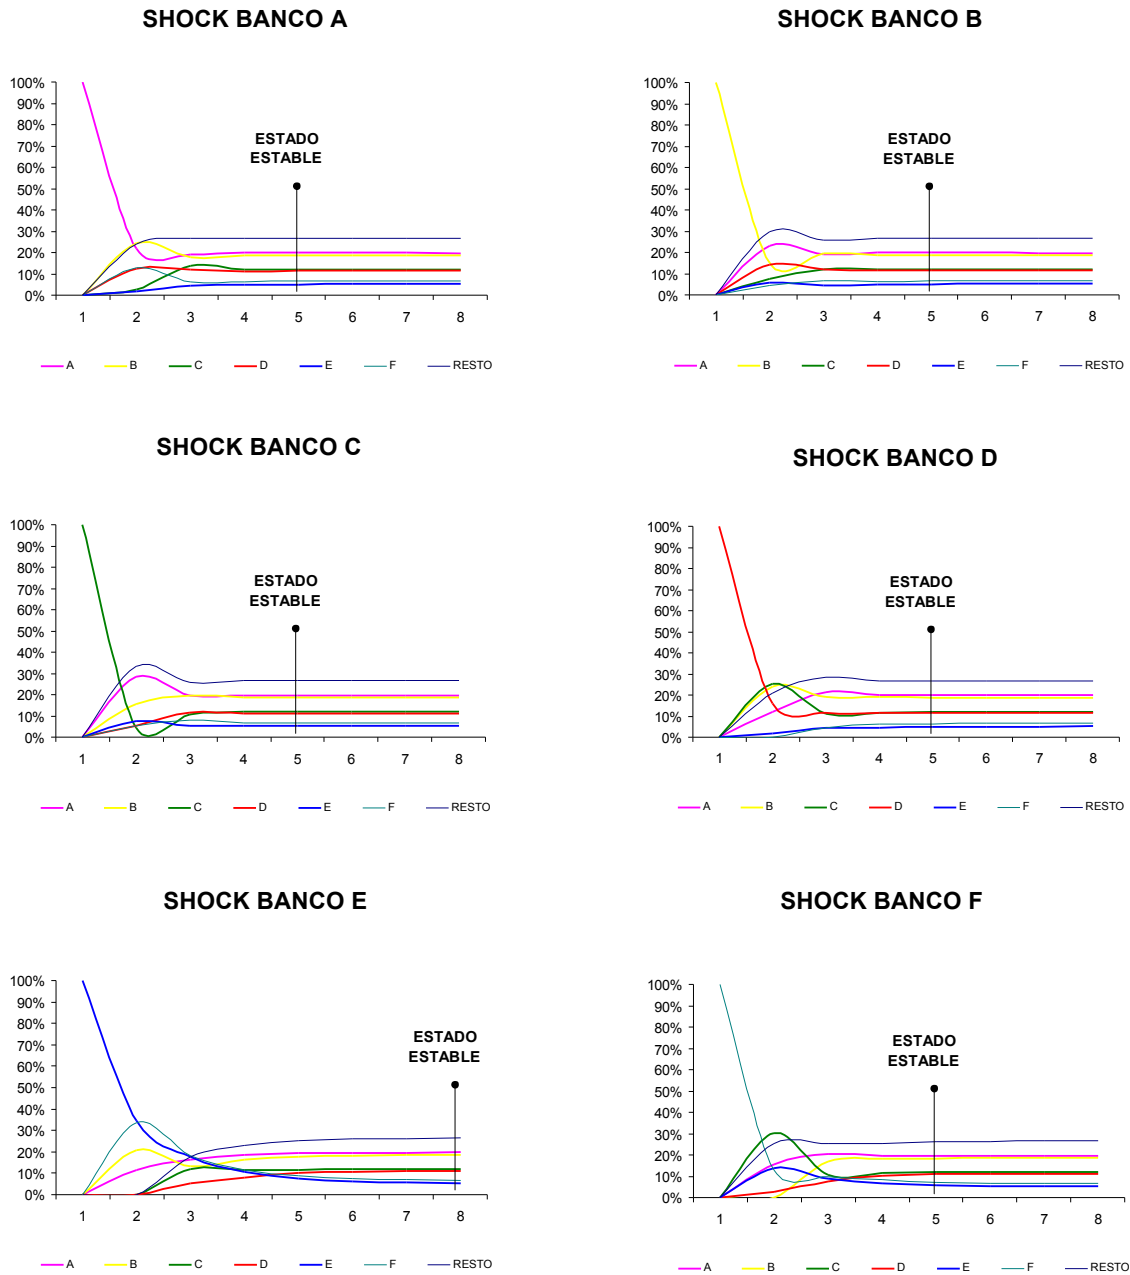 SHOCK BANCO A
100%
90%
80%
70%
60%
50%
40%
30%
20%
10%
0%
ESTADO
ESTABLE
1 2 3 4 5 6 7 8
A B C D E F RESTO
SHOCK BANCO B
100%
90%
80%
70%
60%
50%
40%
30%
20%
10%
0%
ESTADO
ESTABLE
1 2 3 4 5 6 7 8
A B C D E F RESTO
SHOCK BANCO C
100%
90%
80%
70%
60%
50%
40%
30%
20%
10%
0%
ESTADO
ESTABLE
1 2 3 4 5 6 7 8
A B C D E F RESTO
SHOCK BANCO D
100%
90%
80%
70%
60%
50%
40%
30%
20%
10%
0%
ESTADO
ESTABLE
1 2 3 4 5 6 7 8
A B C D E F RESTO
SHOCK BANCO E
100%
90%
80%
70%
60%
50%
40%
30%
20%
10%
0%
ESTADO
ESTABLE
1 2 3 4 5 6 7 8
A B C D E F RESTO
SHOCK BANCO F
100%
90%
80%
70%
60%
50%
40%
30%
20%
10%
0%
ESTADO
ESTABLE
1 2 3 4 5 6 7 8
A B C D E F RESTO